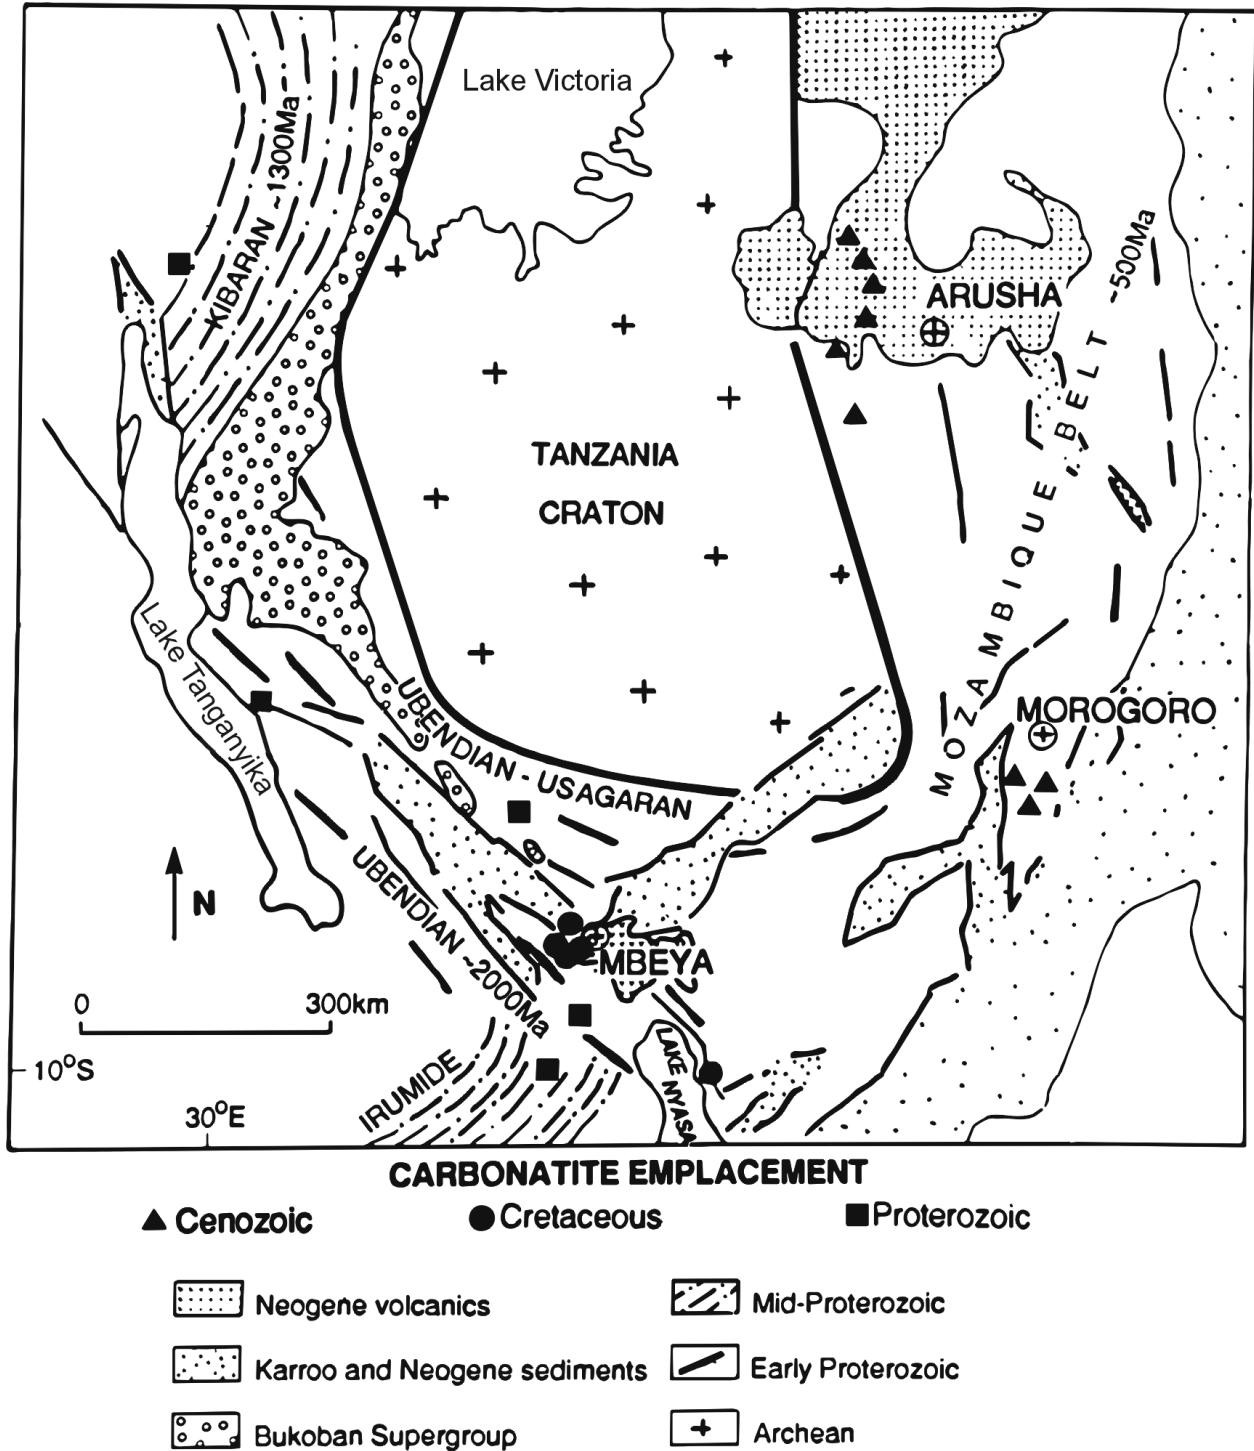 Lake Victoria
KIBARAN ~1300Ma
ARUSHA
MOZAMBIQUE BELT ~500Ma
TANZANIA
CRATON
Lake Tanganyika
UBENDIAN - USAGARAN
MOROGORO
N
UBENDIAN ~2000Ma
MBEYA
0 300km
LAKE NYASA
10°S
IRUMIDE
30°E
CARBONATITE EMPLACEMENT
Cenozoic Cretaceous Proterozoic
Neogene volcanics Mid-Proterozoic
Karroo and Neogene sediments Early Proterozoic
Bukoban Supergroup Archean